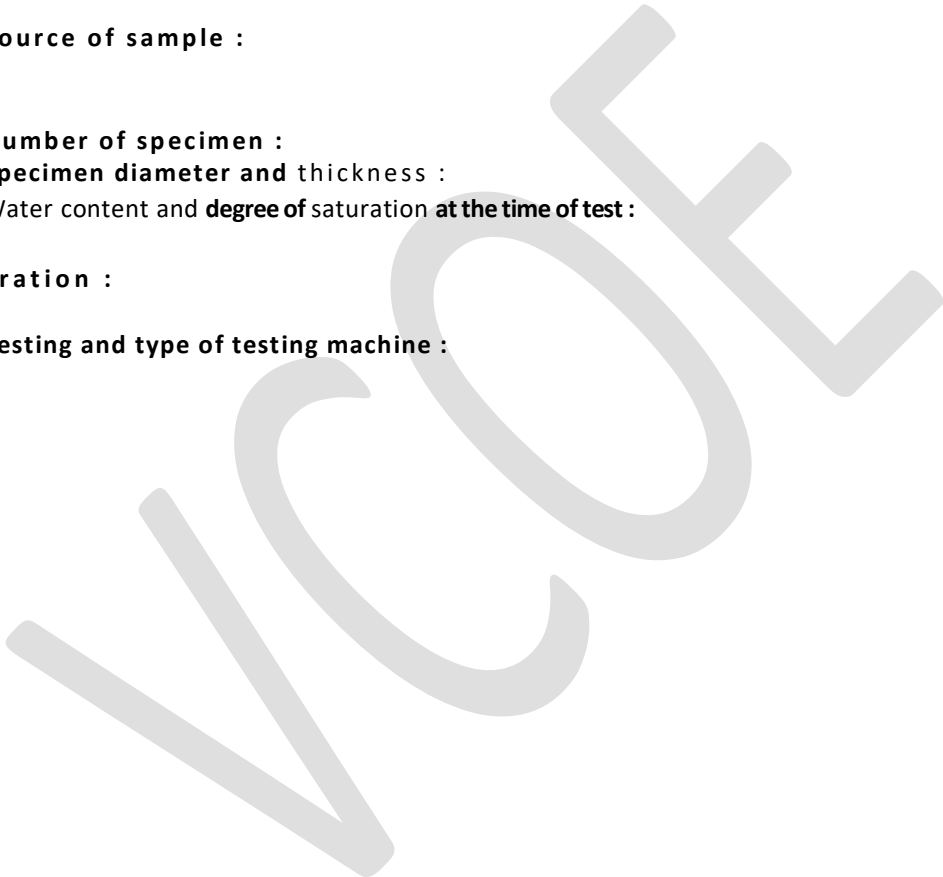 ource of sample :
umber of specimen :
pecimen diameter and thickness :
ater content and degree of saturation at the time of test :
ration :
esting and type of testing machine :
VCOE